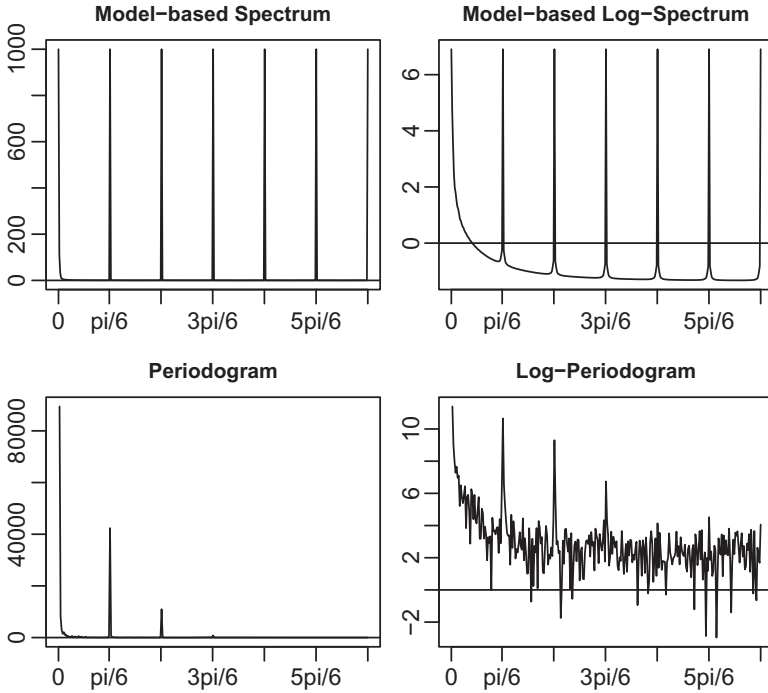 Model−based Spectrum
1000
600
200
0
0 pi/6 3pi/6 5pi/6
Model−based Log−Spectrum
6
4
2
0
0 pi/6 3pi/6 5pi/6
Periodogram
80000
40000
0
0 pi/6 3pi/6 5pi/6
Log−Periodogram
10
6
2
−2
0 pi/6 3pi/6 5pi/6